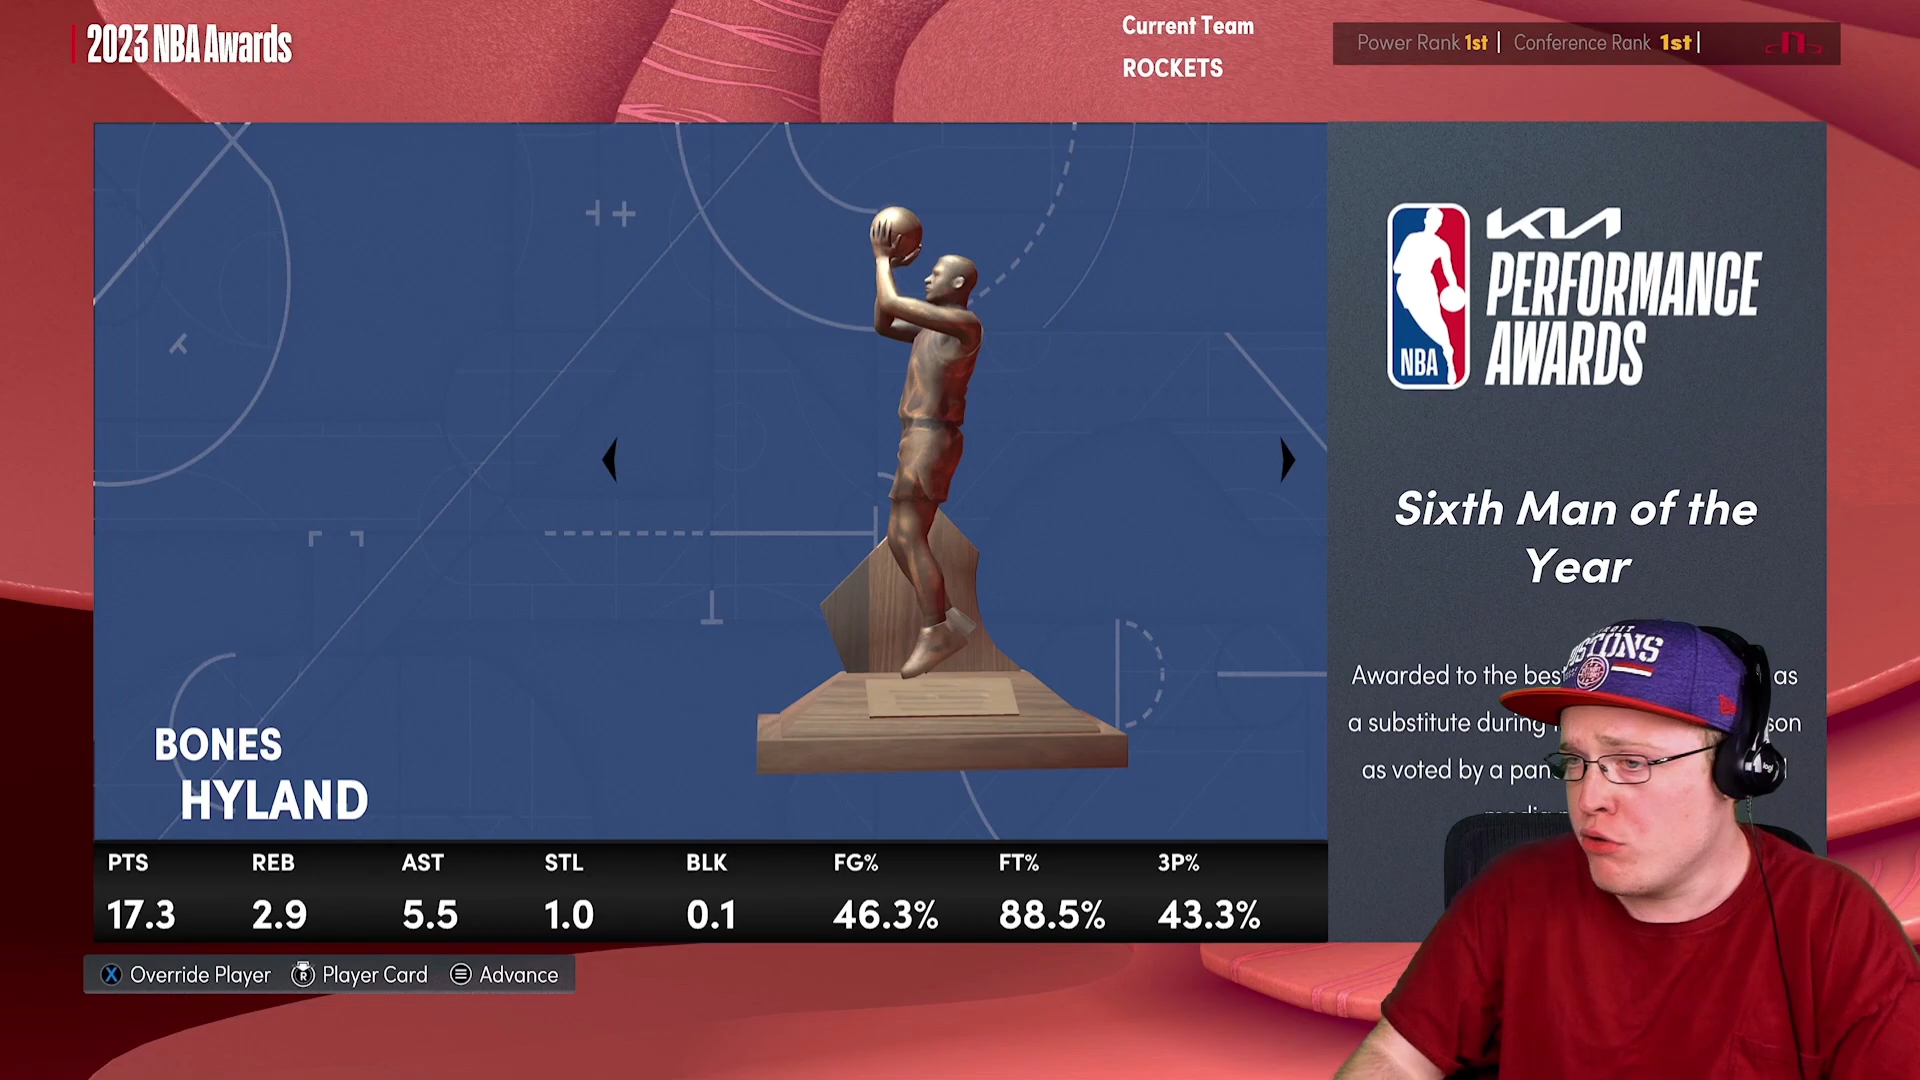 2023 NBA Awards
Current Team
ROCKETS
Power Rank 1st | Conference Rank 1st |
KIA
PERFORMANCE
AWARDS
NBA
Sixth Man of the
Year
Awarded to the best as
a substitute during
as voted by a
PISTONS
BONES
HYLAND
PTS REB AST STL BLK FG% FT% 3P%
17.3 2.9 5.5 1.0 0.1 46.3% 88.5% 43.3%
X Override Player R Player Card Advance